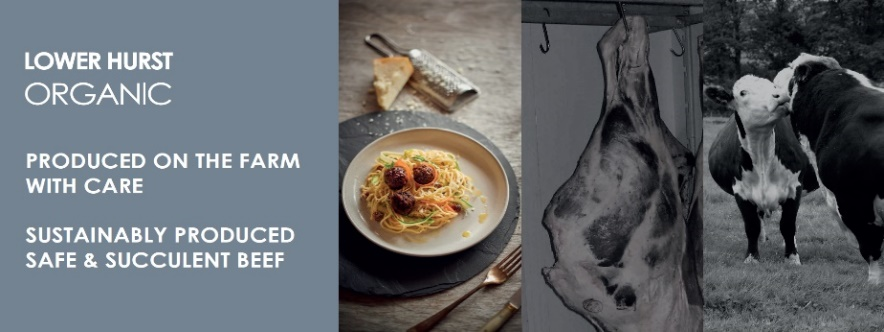 LOWER HURST
ORGANIC
PRODUCED ON THE FARM
WITH CARE
SUSTAINABLY PRODUCED
SAFE & SUCCULENT BEEF